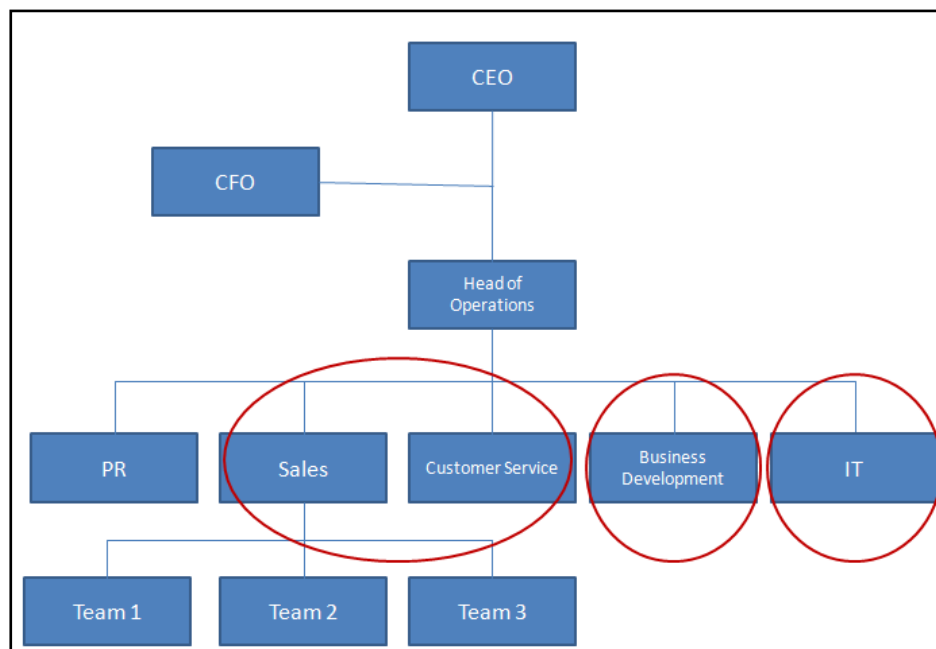 CEO
CFO
Head of
Operations
PR
Sales
Customer Service
Business
Development
IT
Team 1
Team 2
Team 3